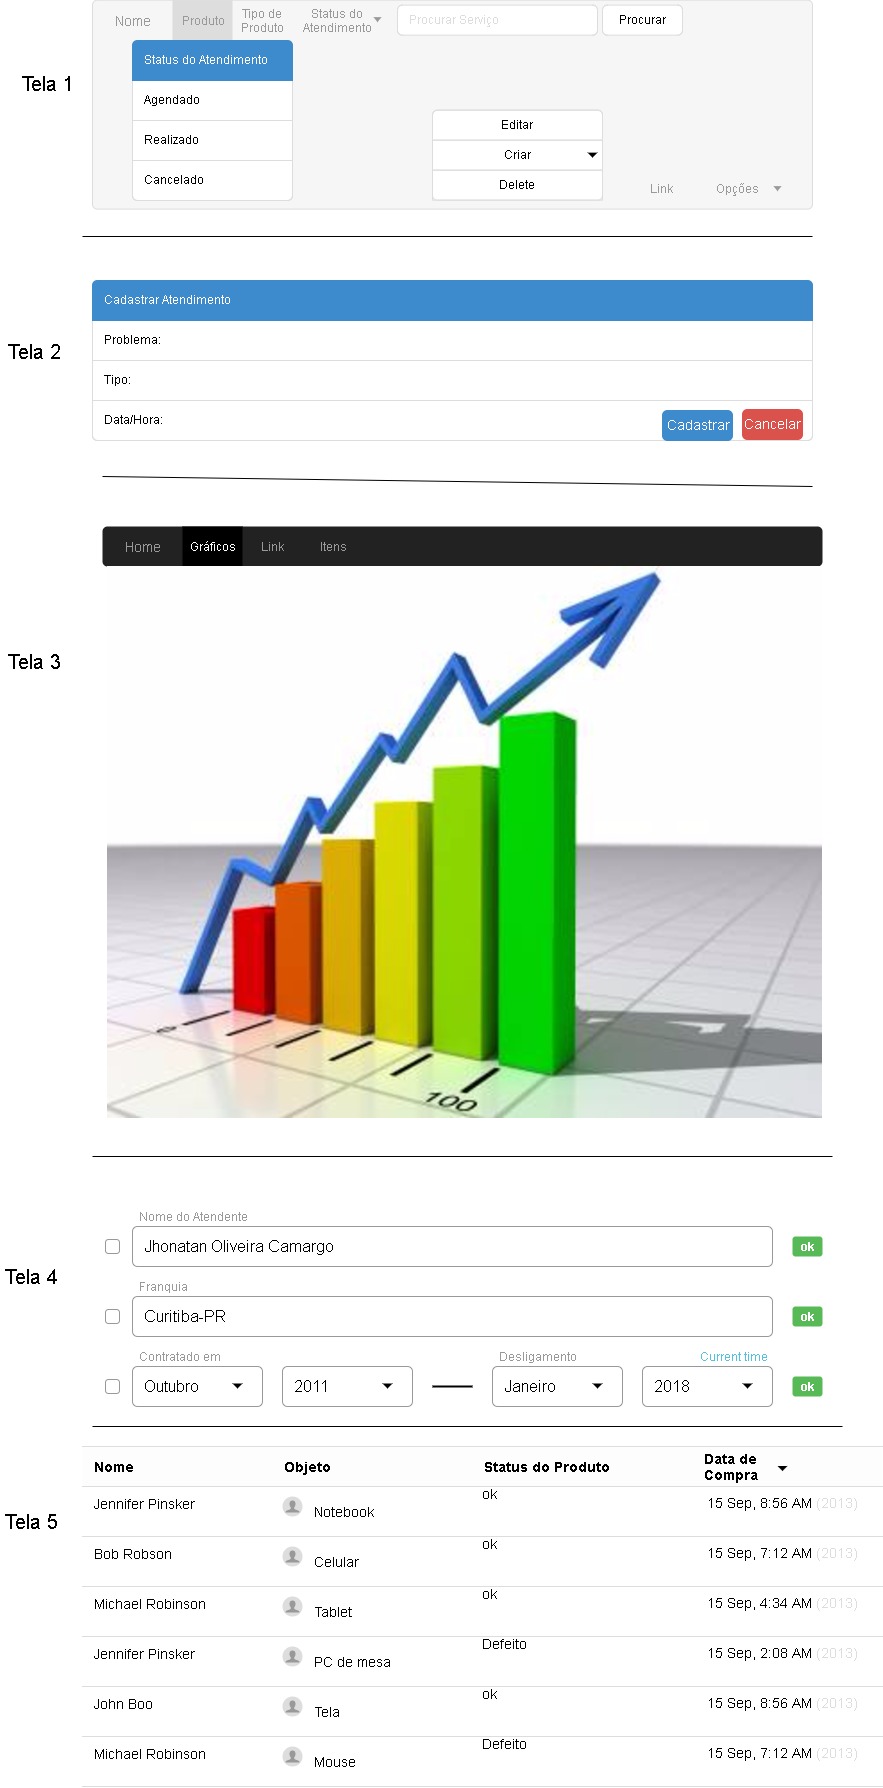 Tela 1
Nome
Produto
Tipo de
Produto
Status do
Atendimento
Procurar Serviço
Procurar
Status do Atendimento
Agendado
Realizado
Cancelado
Editar
Criar
Delete
Link
Opções
Tela 2
Cadastrar Atendimento
Problema:
Tipo:
Data/Hora:
Cadastrar
Cancelar
Tela 3
Home
Gráficos
Link
Itens
0
100
Tela 4
Nome do Atendente
Jhonatan Oliveira Camargo
ok
Franquia
Curitiba-PR
ok
Contratado em
Desligamento
Current time
Outubro
2011
Janeiro
2018
ok
Tela 5
Nome
Objeto
Status do Produto
Data de
Compra
Jennifer Pinsker
Notebook
ok
15 Sep, 8:56 AM (2013)
Bob Robson
Celular
ok
15 Sep, 7:12 AM (2013)
Michael Robinson
Tablet
ok
15 Sep, 4:34 AM (2013)
Jennifer Pinsker
PC de mesa
Defeito
15 Sep, 2:08 AM (2013)
John Boo
Tela
ok
15 Sep, 8:56 AM (2013)
Michael Robinson
Mouse
Defeito
15 Sep, 7:12 AM (2013)